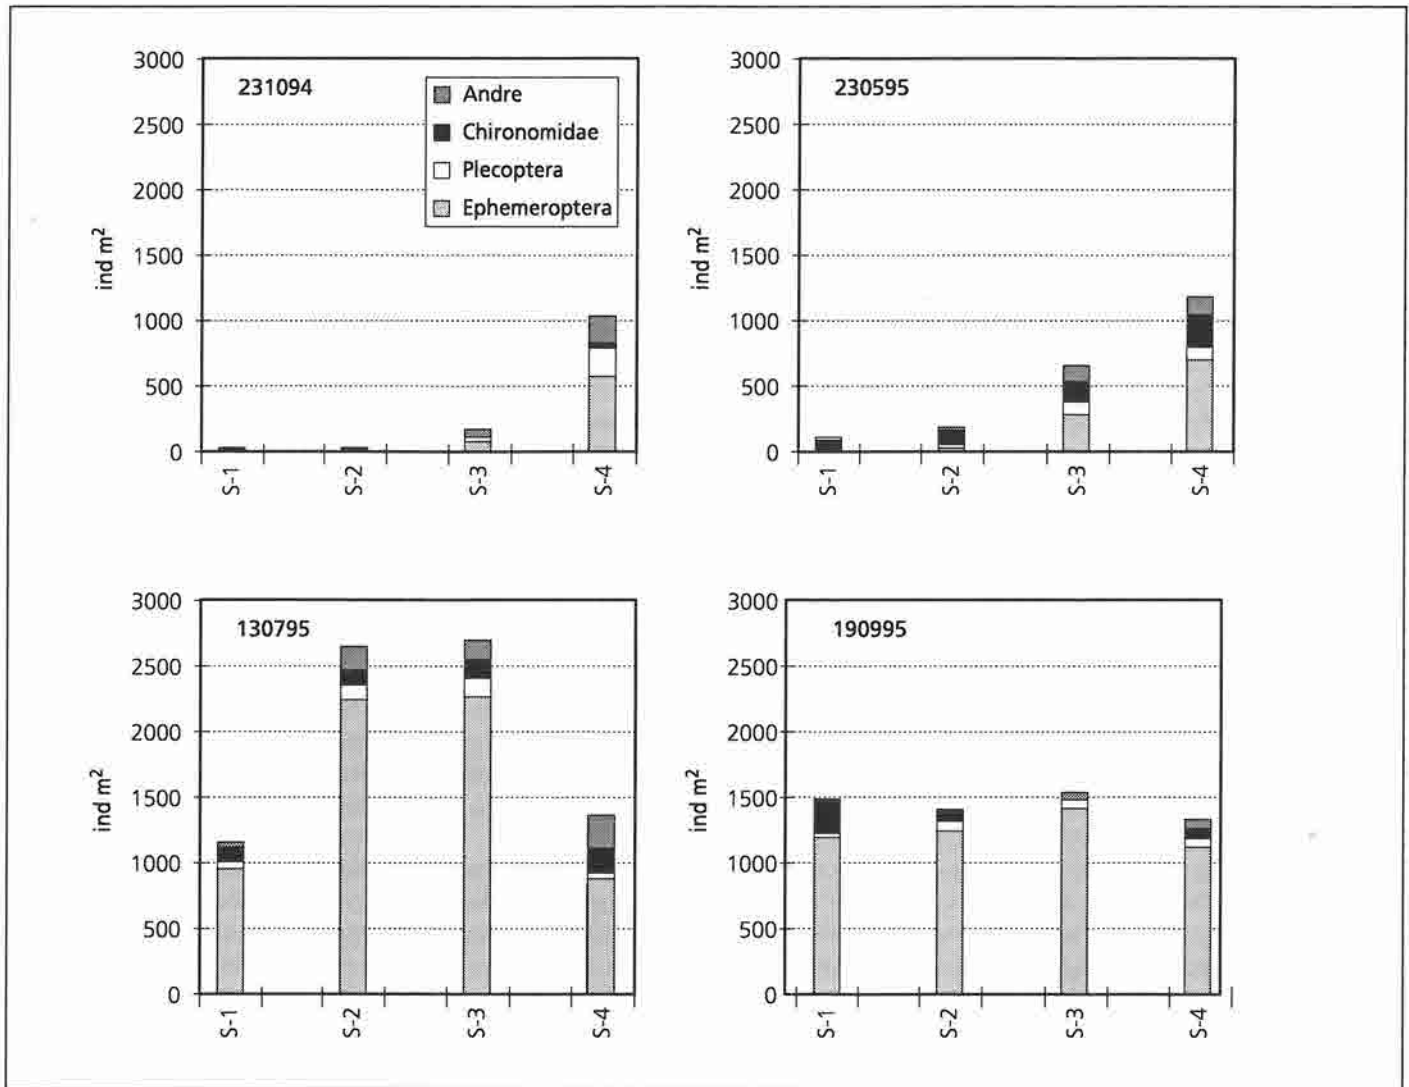 231094
Andre
Chironomidae
Plecoptera
Ephemeroptera
3000
2500
2000
1500
1000
500
0
ind m²
S-1
S-2
S-3
S-4
230595
3000
2500
2000
1500
1000
500
0
ind m²
S-1
S-2
S-3
S-4
130795
3000
2500
2000
1500
1000
500
0
ind m²
S-1
S-2
S-3
S-4
190995
3000
2500
2000
1500
1000
500
0
ind m²
S-1
S-2
S-3
S-4